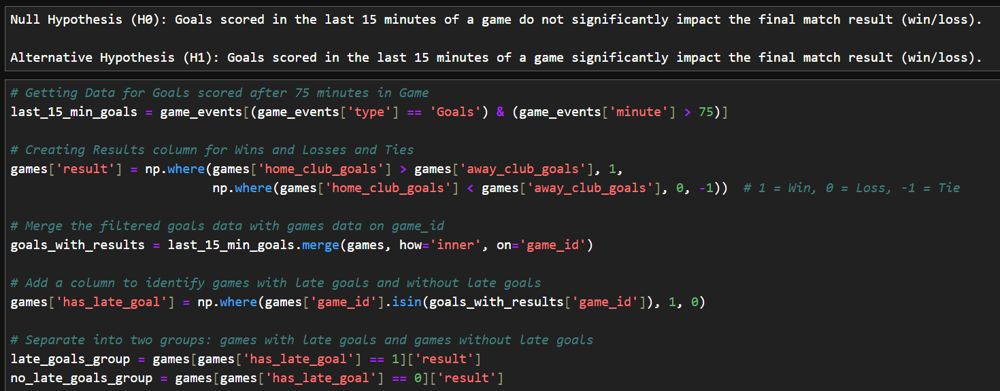 Null Hypothesis (H0): Goals scored in the last 15 minutes of a game do not significantly impact the final match result (win/loss).
Alternative Hypothesis (H1): Goals scored in the last 15 minutes of a game significantly impact the final match result (win/loss).
# Getting Data for Goals scored after 75 minutes in Game
last_15_min_goals = game_events[(game_events['type'] == 'Goals') & (game_events['minute'] > 75)]
# Creating Results column for Wins and Losses and Ties
games['result'] = np.where(games['home_club_goals'] > games['away_club_goals'], 1,
                           np.where(games['home_club_goals'] < games['away_club_goals'], 0, -1))  # 1 = Win, 0 = Loss, -1 = Tie
# Merge the filtered goals data with games data on game_id
goals_with_results = last_15_min_goals.merge(games, how='inner', on='game_id')
# Add a column to identify games with late goals and without late goals
games['has_late_goal'] = np.where(games['game_id'].isin(goals_with_results['game_id']), 1, 0)
# Separate into two groups: games with late goals and games without late goals
late_goals_group = games[games['has_late_goal'] == 1]['result']
no_late_goals_group = games[games['has_late_goal'] == 0]['result']